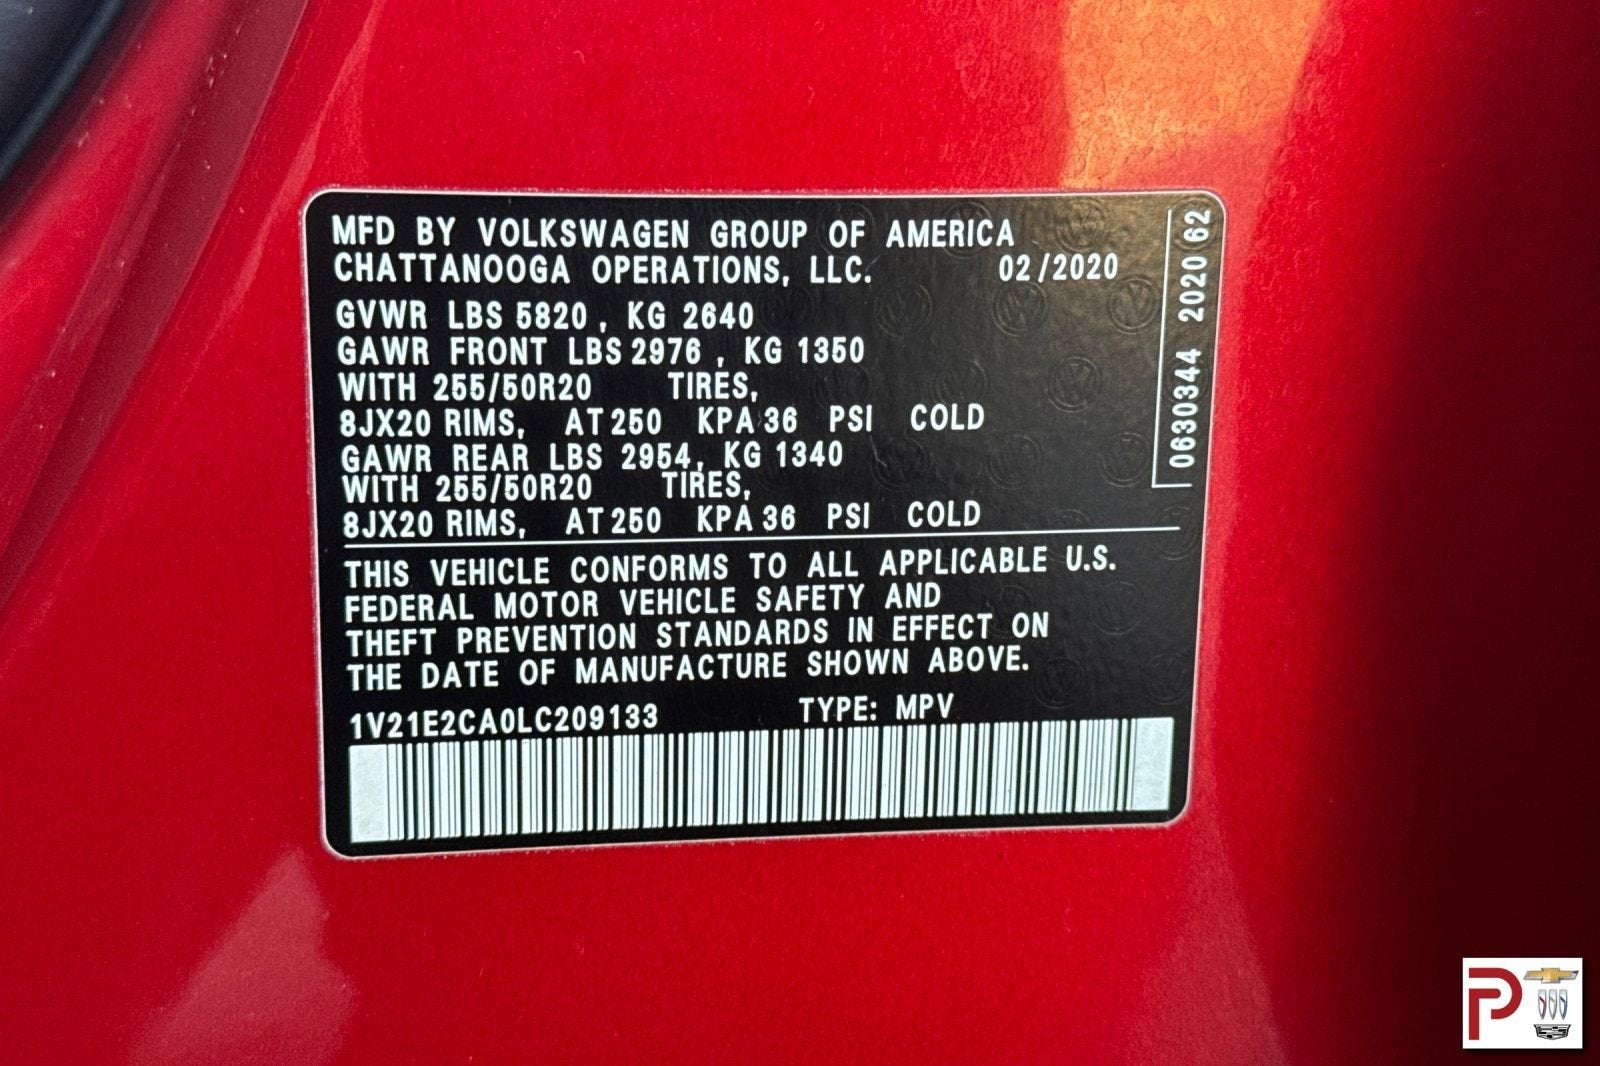 MFD BY VOLKSWAGEN GROUP OF AMERICA
CHATTANOOGA OPERATIONS, LLC. 02/2020
GVWR LBS 5820, KG 2640
GAWR FRONT LBS 2976, KG 1350
WITH 255/50R20 TIRES,
8JX20 RIMS, AT 250 KPA 36 PSI COLD
GAWR REAR LBS 2954, KG 1340
WITH 255/50R20 TIRES,
8JX20 RIMS, AT 250 KPA 36 PSI COLD
THIS VEHICLE CONFORMS TO ALL APPLICABLE U.S.
FEDERAL MOTOR VEHICLE SAFETY AND
THEFT PREVENTION STANDARDS IN EFFECT ON
THE DATE OF MANUFACTURE SHOWN ABOVE.
1V21E2CA0LC209133 TYPE: MPV
0630344 2020 62
P